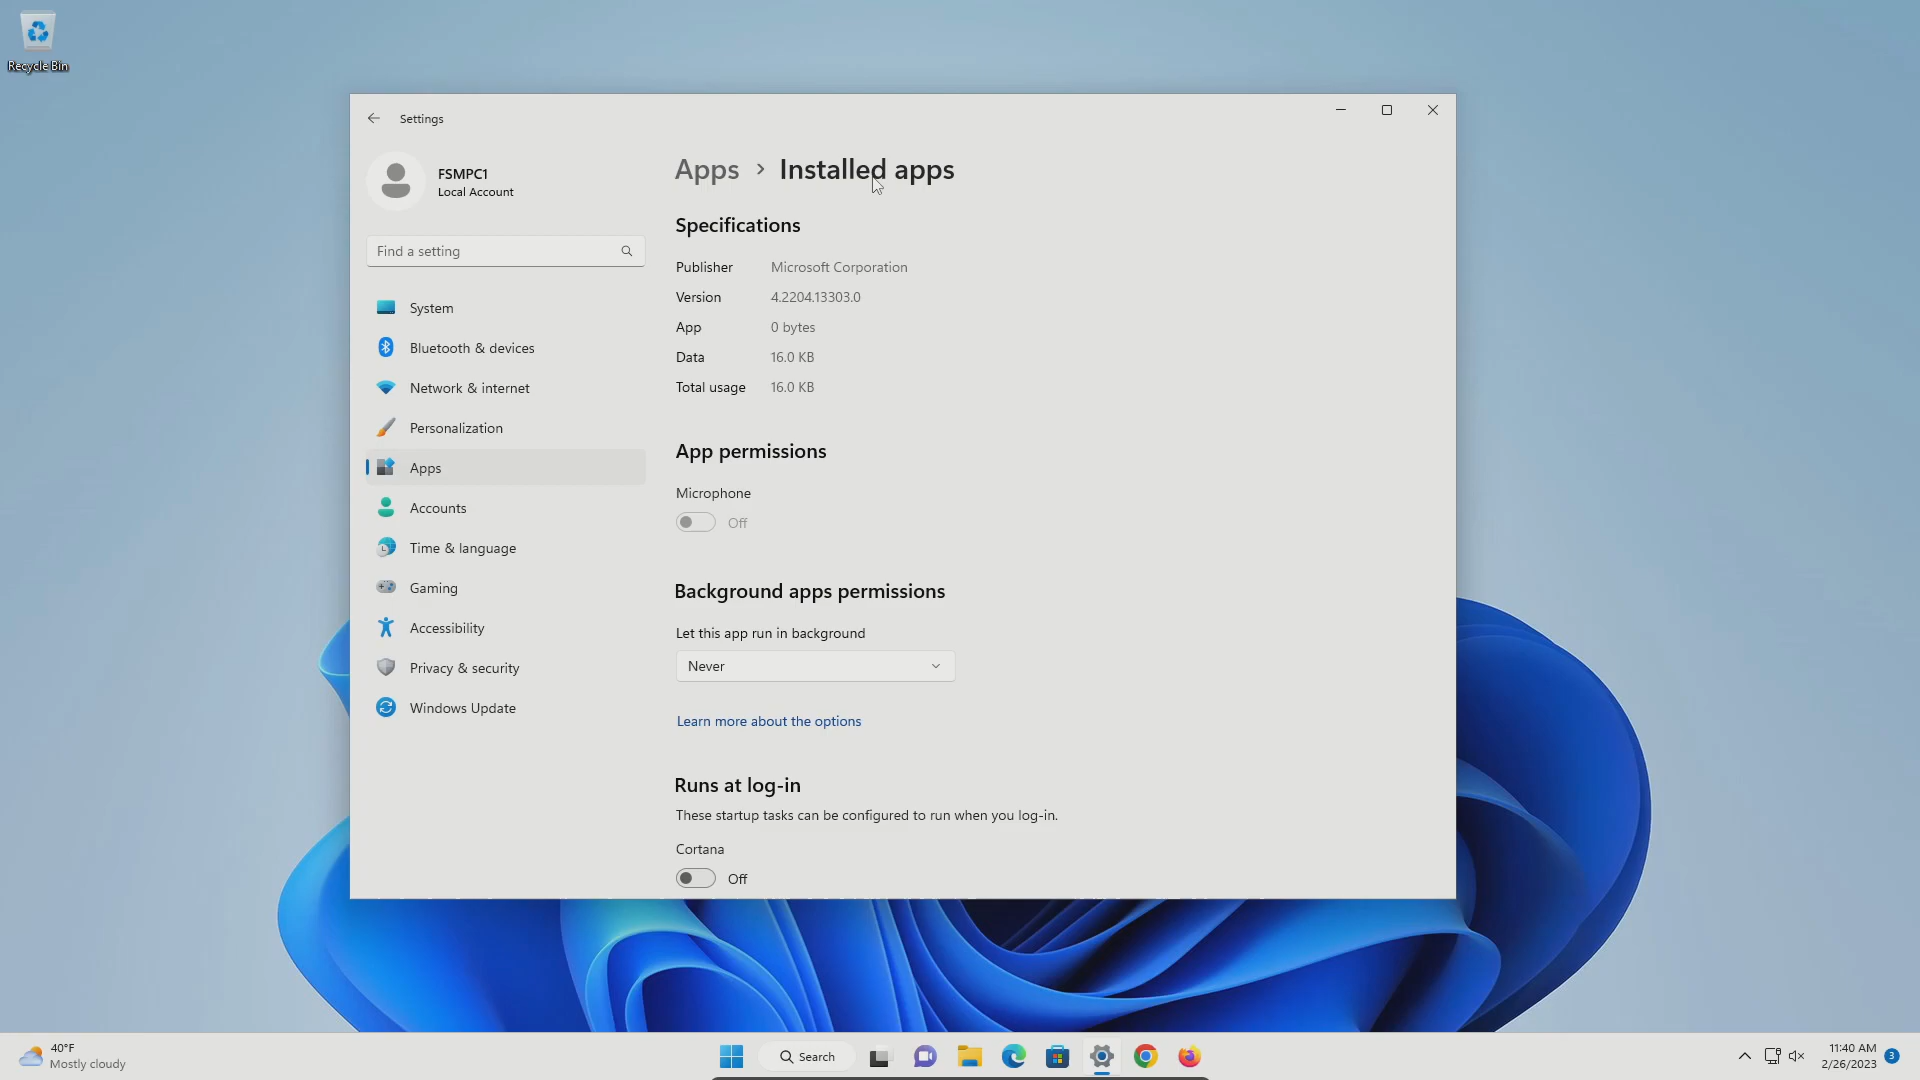 Recycle Bin
Settings
FSMPC1
Local Account
Find a setting
System
Bluetooth & devices
Network & internet
Personalization
Apps
Accounts
Time & language
Gaming
Accessibility
Privacy & security
Windows Update
Apps > Installed apps
Specifications
Publisher Microsoft Corporation
Version 4.2204.13303.0
App 0 bytes
Data 16.0 KB
Total usage 16.0 KB
App permissions
Microphone
Off
Background apps permissions
Let this app run in background
Never
Learn more about the options
Runs at log-in
These startup tasks can be configured to run when you log-in.
Cortana
Off
40°F
Mostly cloudy
Search
11:40 AM
2/26/2023
3